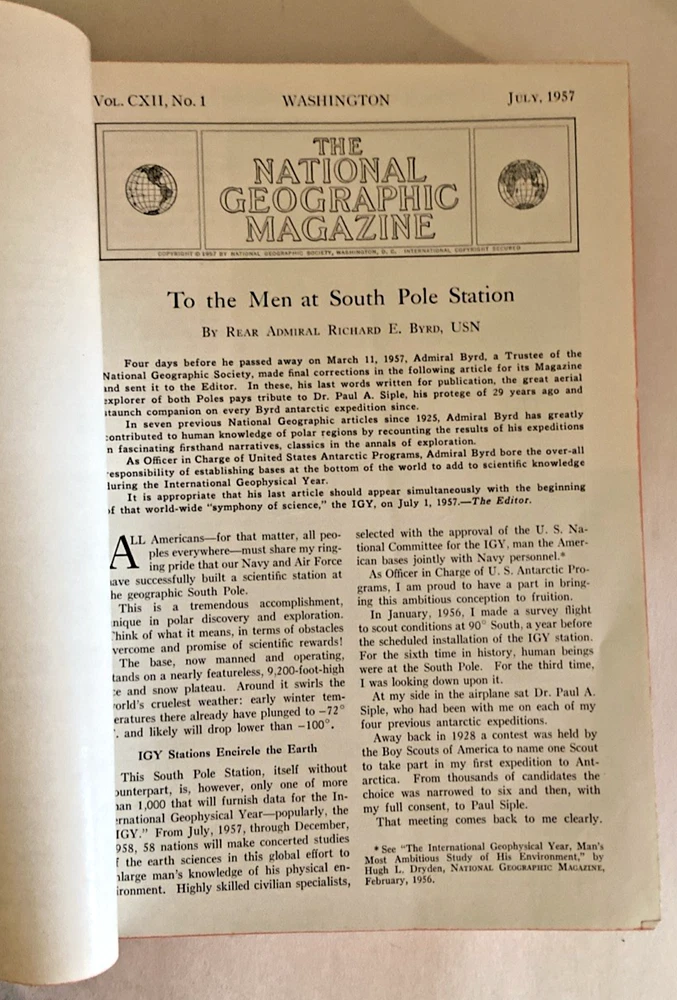 VOL. CXII, No. 1 WASHINGTON JULY, 1957
THE
NATIONAL
GEOGRAPHIC
MAGAZINE
COPYRIGHT © 1957 BY NATIONAL GEOGRAPHIC SOCIETY, WASHINGTON, D. C. INTERNATIONAL COPYRIGHT SECURED
To the Men at South Pole Station
BY REAR ADMIRAL RICHARD E. BYRD, USN
Four days before he passed away on March 11, 1957, Admiral Byrd, a Trustee of the
National Geographic Society, made final corrections in the following article for its Magazine
and sent it to the Editor. In these, his last words written for publication, the great aerial
explorer of both Poles pays tribute to Dr. Paul A. Siple, his protege of 29 years ago and
staunch companion on every Byrd antarctic expedition since.
In seven previous National Geographic articles since 1925, Admiral Byrd has greatly
contributed to human knowledge of polar regions by recounting the results of his expeditions
n fascinating firsthand narratives, classics in the annals of exploration.
As Officer in Charge of United States Antarctic Programs, Admiral Byrd bore the over-all
responsibility of establishing bases at the bottom of the world to add to scientific knowledge
during the International Geophysical Year.
It is appropriate that his last article should appear simultaneously with the beginning
of that world-wide "symphony of science," the IGY, on July 1, 1957.—The Editor.
ALL Americans—for that matter, all peo-
ples everywhere—must share my ring-
ing pride that our Navy and Air Force
ave successfully built a scientific station at
he geographic South Pole.
This is a tremendous accomplishment,
nique in polar discovery and exploration.
Think of what it means, in terms of obstacles
vercome and promise of scientific rewards!
The base, now manned and operating,
tands on a nearly featureless, 9,200-foot-high
ce and snow plateau. Around it swirls the
world's cruelest weather: early winter tem-
eratures there already have plunged to −72°
. and likely will drop lower than −100°.
IGY Stations Encircle the Earth
This South Pole Station, itself without
ounterpart, is, however, only one of more
han 1,000 that will furnish data for the In-
ernational Geophysical Year—popularly, the
IGY." From July, 1957, through December,
958, 58 nations will make concerted studies
f the earth sciences in this global effort to
nlarge man's knowledge of his physical en-
ironment. Highly skilled civilian specialists,
selected with the approval of the U. S. Na-
tional Committee for the IGY, man the Amer-
ican bases jointly with Navy personnel.*
As Officer in Charge of U. S. Antarctic Pro-
grams, I am proud to have a part in bring-
ing this ambitious conception to fruition.
In January, 1956, I made a survey flight
to scout conditions at 90° South, a year before
the scheduled installation of the IGY station.
For the sixth time in history, human beings
were at the South Pole. For the third time,
I was looking down upon it.
At my side in the airplane sat Dr. Paul A.
Siple, who had been with me on each of my
four previous antarctic expeditions.
Away back in 1928 a contest was held by
the Boy Scouts of America to name one Scout
to take part in my first expedition to Ant-
arctica. From thousands of candidates the
choice was narrowed to six and then, with
my full consent, to Paul Siple.
That meeting comes back to me clearly.
* See "The International Geophysical Year, Man's
Most Ambitious Study of His Environment," by
Hugh L. Dryden, NATIONAL GEOGRAPHIC MAGAZINE,
February, 1956.